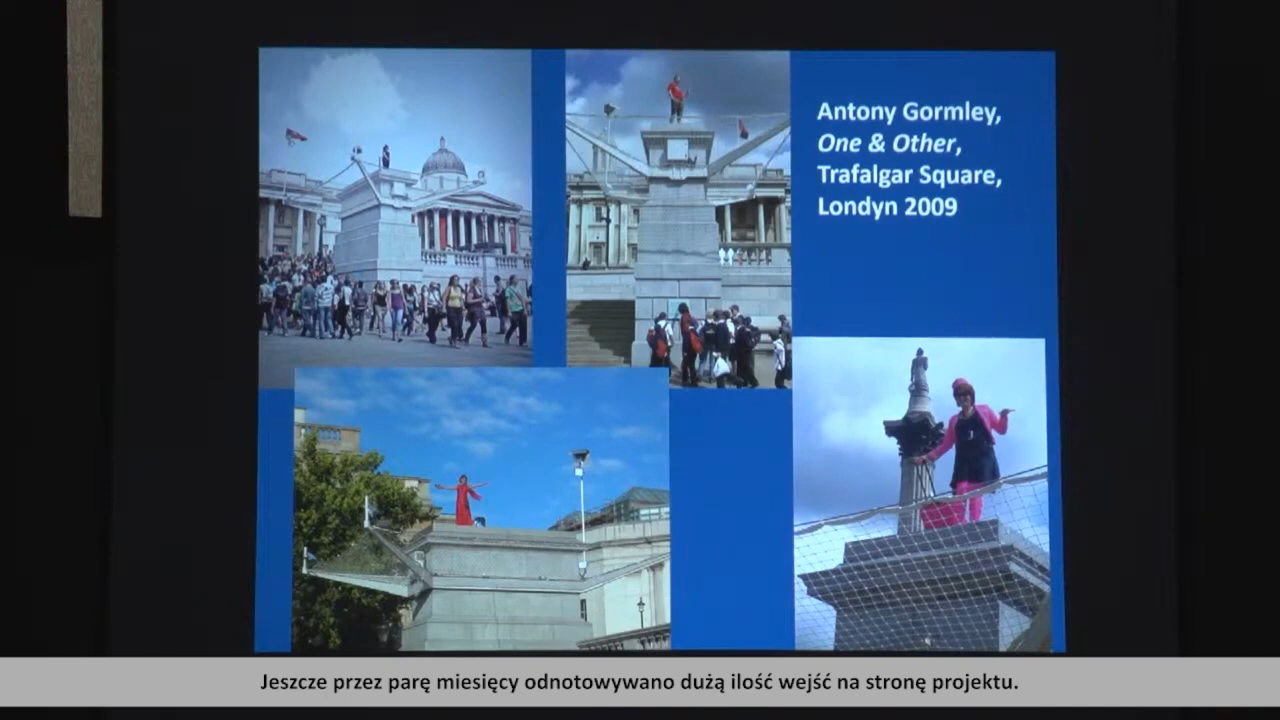 Antony Gormley,
One & Other,
Trafalgar Square,
Londyn 2009
Jeszcze przez parę miesięcy odnotowywano dużą ilość wejść na stronę projektu.